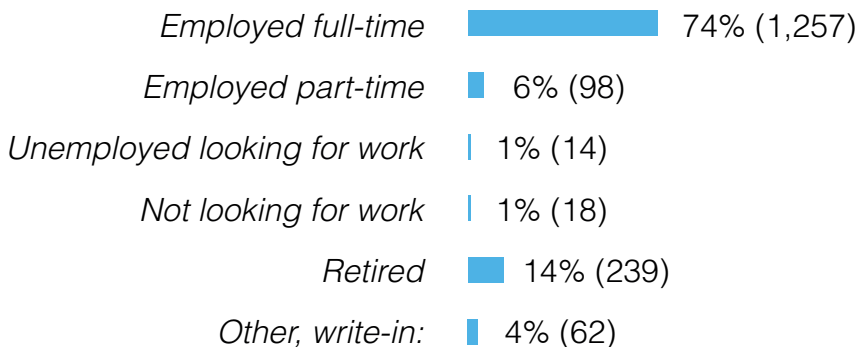 Employed full-time 74% (1,257)
Employed part-time 6% (98)
Unemployed looking for work 1% (14)
Not looking for work 1% (18)
Retired 14% (239)
Other, write-in: 4% (62)